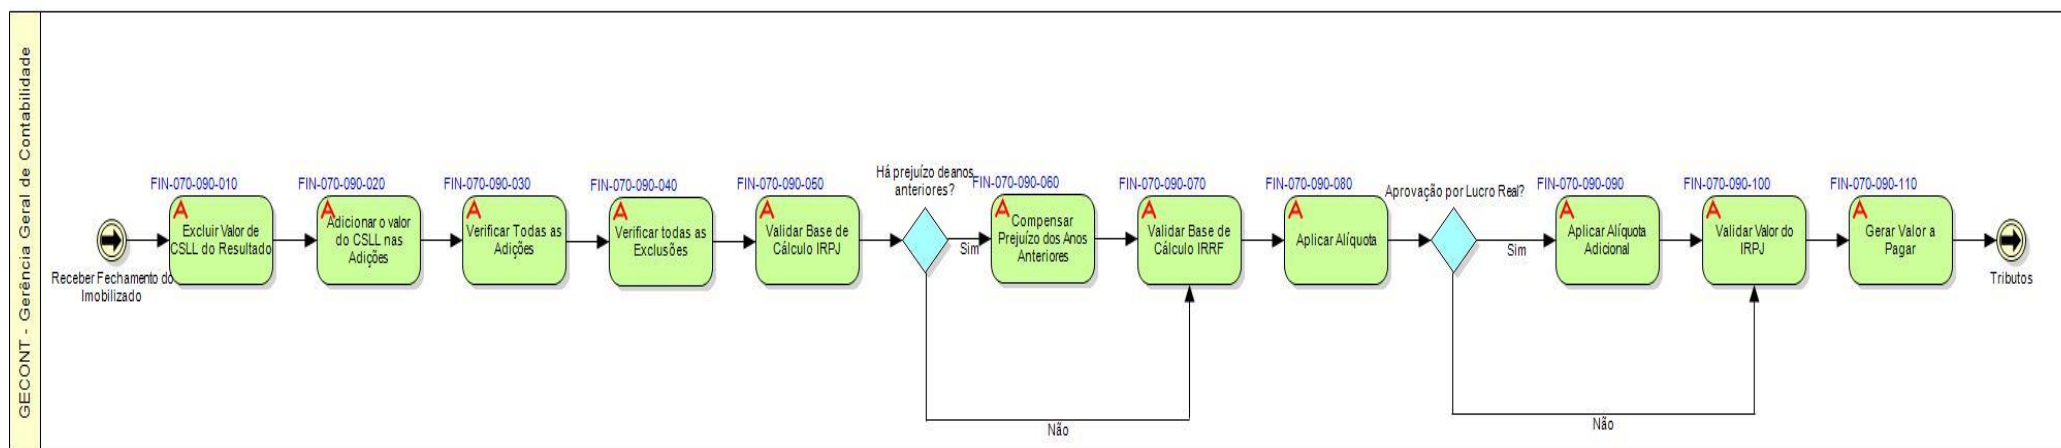 GECONT - Gerência Geral de Contabilidade
Receber Fechamento do
Imobilizado
FIN-070-090-010
A
Excluir Valor de
CSLL do Resultado
FIN-070-090-020
A
Adicionar o valor
do CSLL nas
Adições
FIN-070-090-030
A
Verificar Todas as
Adições
FIN-070-090-040
A
Verificar todas as
Exclusões
FIN-070-090-050
A
Validar Base de
Cálculo IRPJ
Há prejuízo de anos
anteriores?
Sim
Não
FIN-070-090-060
A
Compensar
Prejuízo dos Anos
Anteriores
FIN-070-090-070
A
Validar Base de
Cálculo IRRF
FIN-070-090-080
A
Aplicar Alíquota
Aprovação por Lucro Real?
Sim
Não
FIN-070-090-090
A
Aplicar Alíquota
Adicional
FIN-070-090-100
A
Validar Valor do
IRPJ
FIN-070-090-110
A
Gerar Valor a
Pagar
Tributos